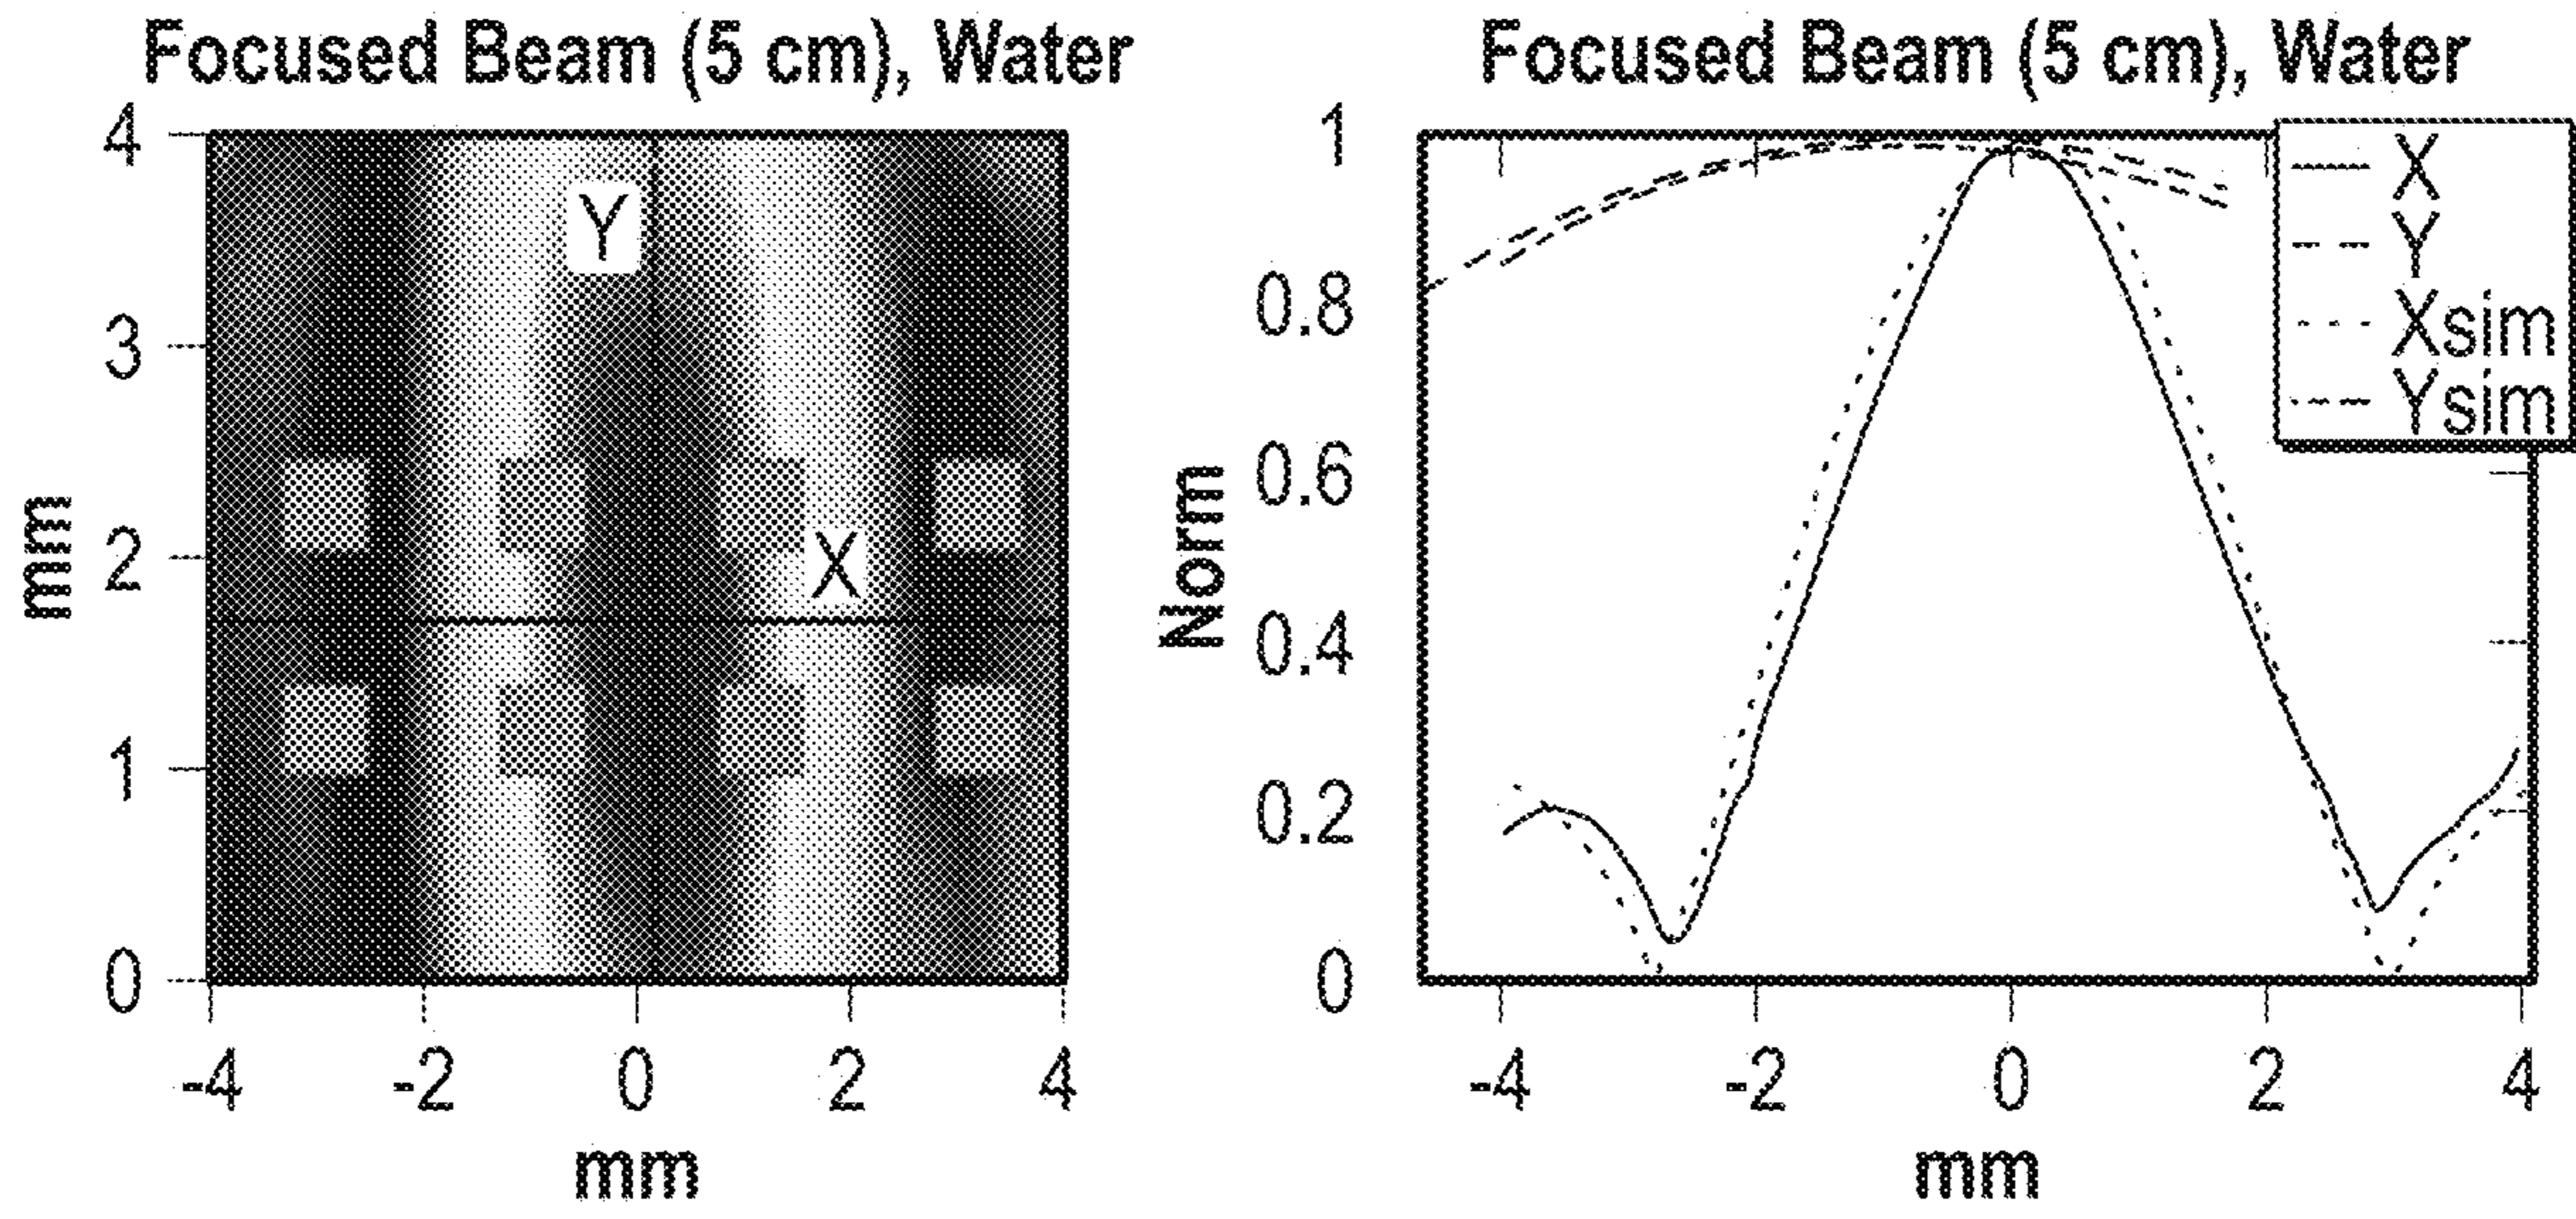 Focused Beam (5 cm), Water
4
3
2
1
0
mm
Y
X
-4 -2 0 2 4
mm
Focused Beam (5 cm), Water
1
0.8
0.6
0.4
0.2
0
Norm
X
Y
Xsim
Ysim
-4 -2 0 2 4
mm